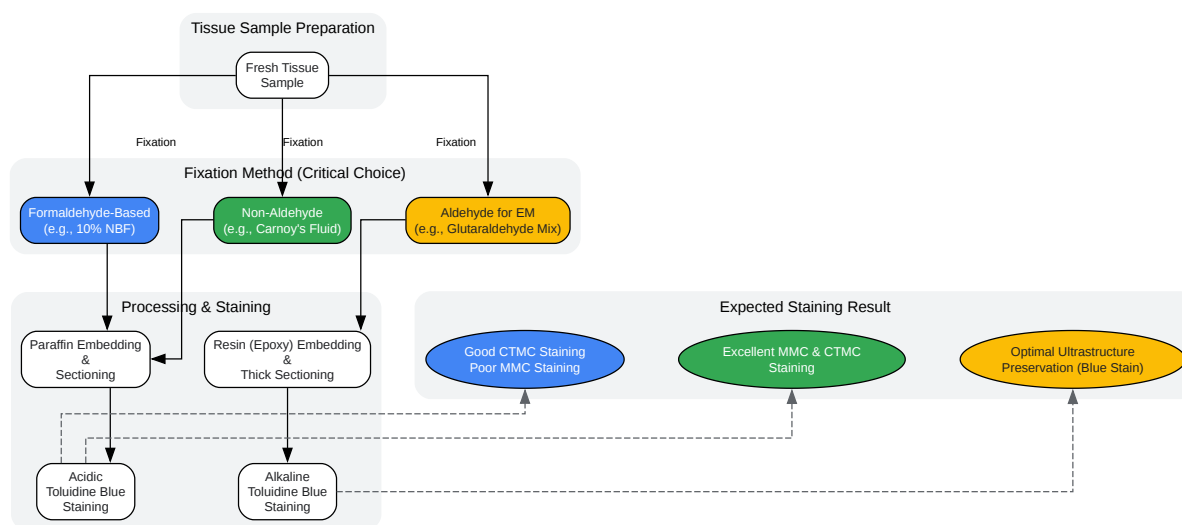 Tissue Sample Preparation
Fresh Tissue
Sample
Fixation
Fixation
Fixation
Fixation Method (Critical Choice)
Formaldehyde-Based
(e.g., 10% NBF)
Non-Aldehyde
(e.g., Carnoy's Fluid)
Aldehyde for EM
(e.g., Glutaraldehyde Mix)
Processing & Staining
Paraffin Embedding
&
Sectioning
Resin (Epoxy) Embedding
&
Thick Sectioning
Acidic
Toluidine Blue
Staining
Alkaline
Toluidine Blue
Staining
Expected Staining Result
Good CTMC Staining
Poor MMC Staining
Excellent MMC & CTMC
Staining
Optimal Ultrastructure
Preservation (Blue Stain)